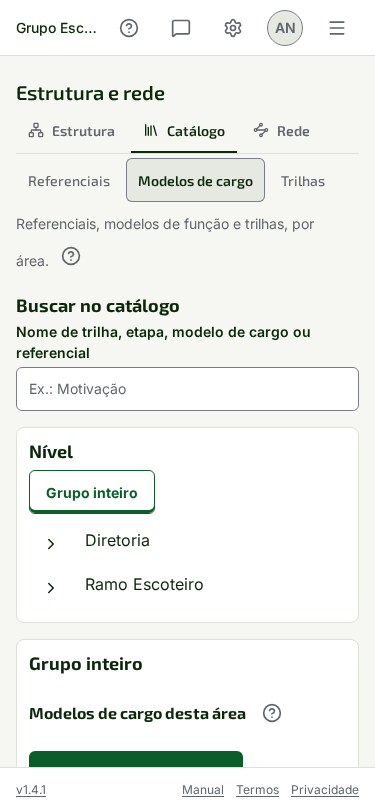 Grupo Esc...
AN
Estrutura e rede
Estrutura
Catálogo
Rede
Referenciais
Modelos de cargo
Trilhas
Referenciais, modelos de função e trilhas, por
área.
Buscar no catálogo
Nome de trilha, etapa, modelo de cargo ou
referencial
Ex.: Motivação
Nível
Grupo inteiro
Diretoria
Ramo Escoteiro
Grupo inteiro
Modelos de cargo desta área
v1.4.1
Manual
Termos
Privacidade